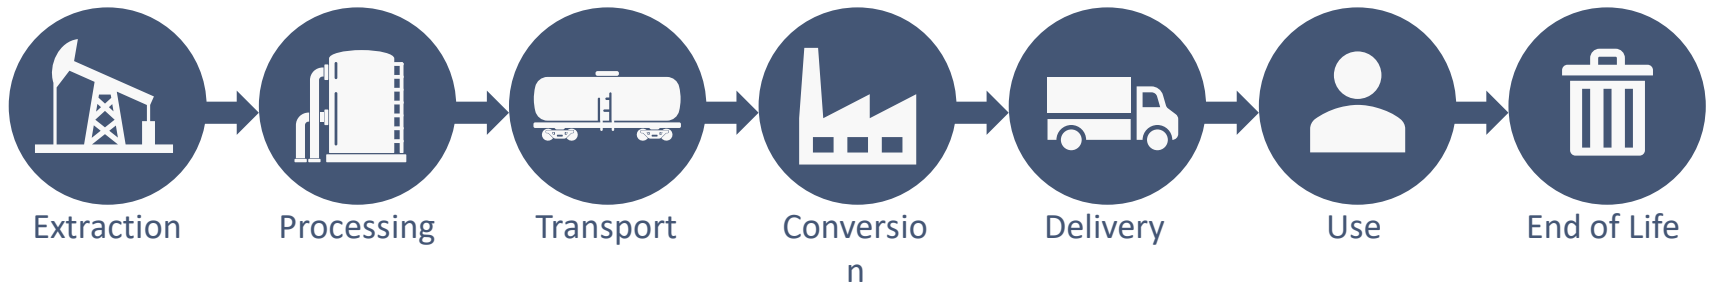 Extraction
Processing
Transport
Conversio
n
Delivery
Use
End of Life